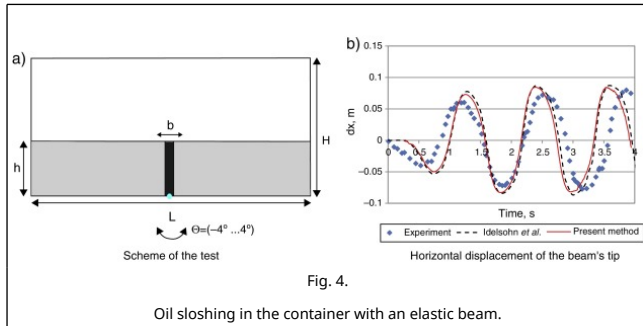 a)
b
H
h
L
Θ=(−4° ...4°)
Scheme of the test
b)
0.15
0.1
0.05
0
−0.05
−0.1
dx, m
0 0.5 1 1.5 2 2.5 3 3.5 4
Time, s
Experiment Idelsohn et al. Present method
Horizontal displacement of the beam's tip
Fig. 4.
Oil sloshing in the container with an elastic beam.